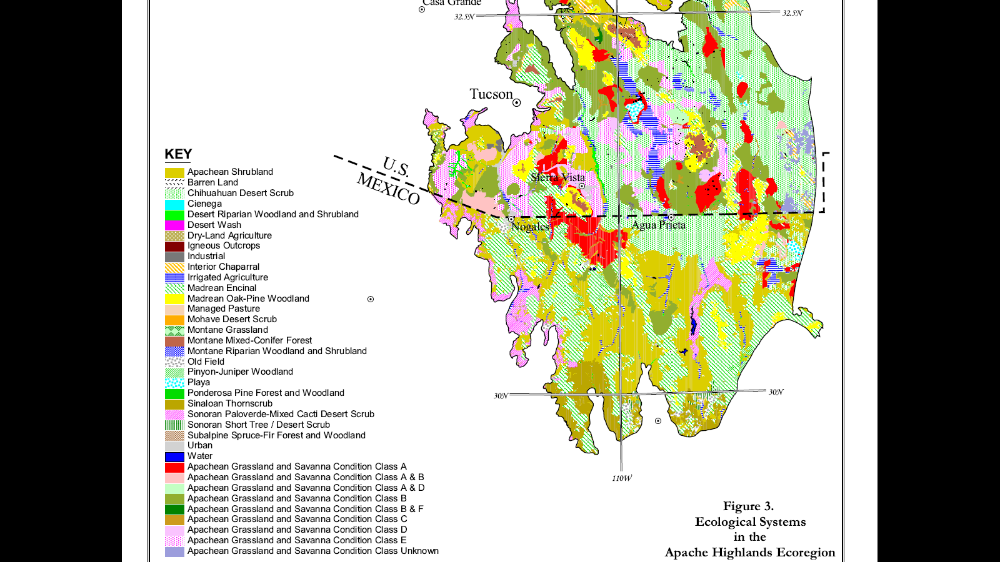 Casa Grande
32.5N
32.5N
Tucson
U.S.
MEXICO
Sierra Vista
Nogales
Agua Prieta
30N
30N
110W
KEY
Apachean Shrubland
Barren Land
Chihuahuan Desert Scrub
Cienega
Desert Riparian Woodland and Shrubland
Desert Wash
Dry-Land Agriculture
Igneous Outcrops
Industrial
Interior Chaparral
Irrigated Agriculture
Madrean Encinal
Madrean Oak-Pine Woodland
Managed Pasture
Mohave Desert Scrub
Montane Grassland
Montane Mixed-Conifer Forest
Montane Riparian Woodland and Shrubland
Old Field
Pinyon-Juniper Woodland
Playa
Ponderosa Pine Forest and Woodland
Sinaloan Thornscrub
Sonoran Paloverde-Mixed Cacti Desert Scrub
Sonoran Short Tree / Desert Scrub
Subalpine Spruce-Fir Forest and Woodland
Urban
Water
Apachean Grassland and Savanna Condition Class A
Apachean Grassland and Savanna Condition Class A & B
Apachean Grassland and Savanna Condition Class A & D
Apachean Grassland and Savanna Condition Class B
Apachean Grassland and Savanna Condition Class B & F
Apachean Grassland and Savanna Condition Class C
Apachean Grassland and Savanna Condition Class D
Apachean Grassland and Savanna Condition Class E
Apachean Grassland and Savanna Condition Class Unknown
Figure 3.
Ecological Systems
in the
Apache Highlands Ecoregion